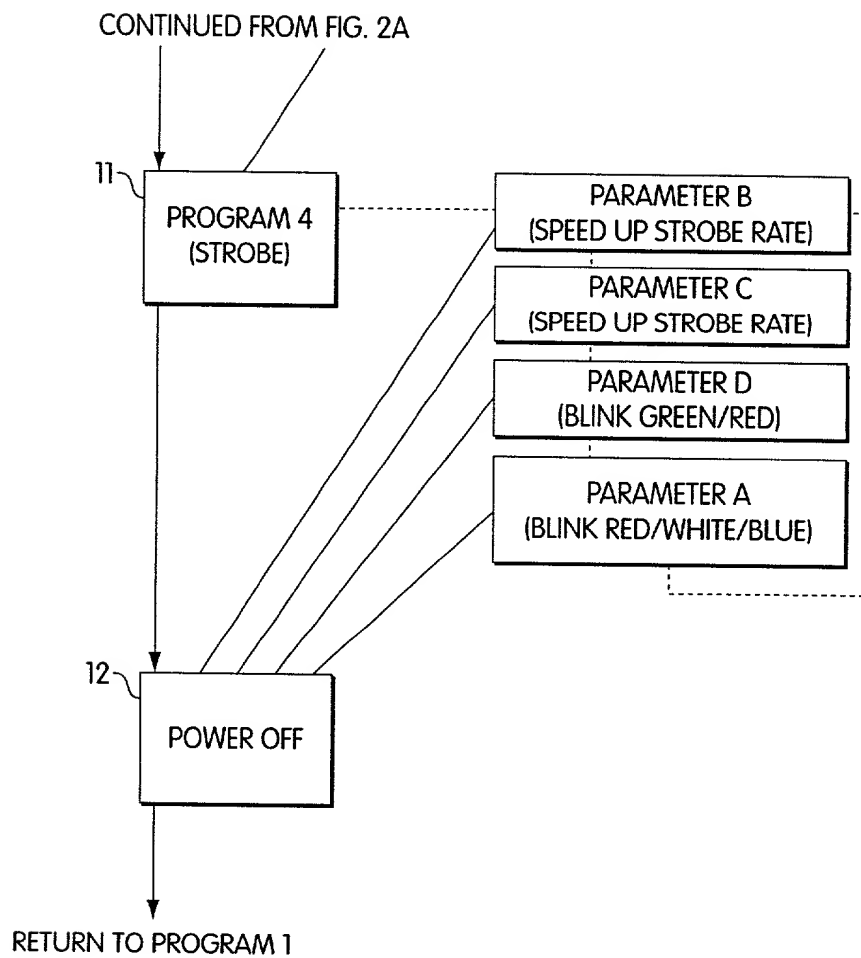 CONTINUED FROM FIG. 2A
11
PROGRAM 4
(STROBE)
PARAMETER B
(SPEED UP STROBE RATE)
PARAMETER C
(SPEED UP STROBE RATE)
PARAMETER D
(BLINK GREEN/RED)
PARAMETER A
(BLINK RED/WHITE/BLUE)
12
POWER OFF
RETURN TO PROGRAM 1